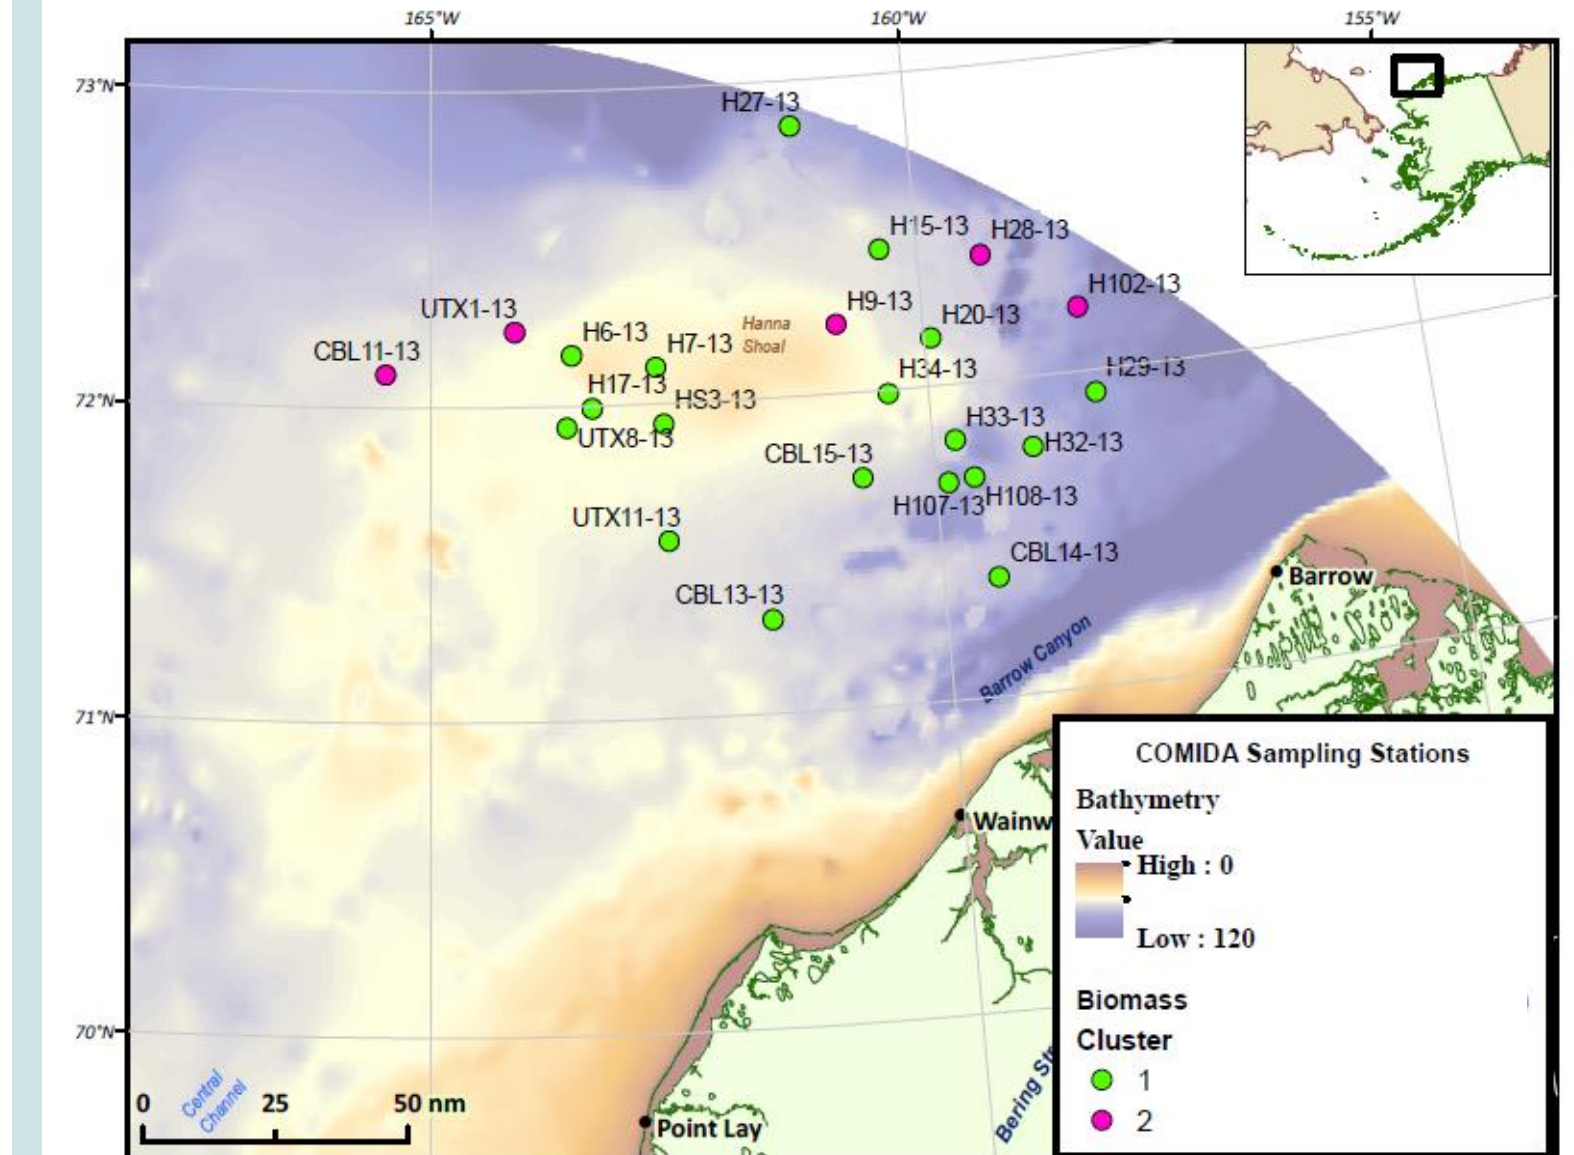 165°W
160°W
155°W
73°N
H27-13
H15-13
H28-13
H102-13
UTX1-13
H9-13
H20-13
Hanna
Shoal
H6-13
H7-13
CBL11-13
H34-13
H29-13
72°N
H17-13
HS3-13
H33-13
UTX8-13
H32-13
CBL15-13
H107-13
H108-13
UTX11-13
CBL14-13
Barrow
CBL13-13
Barrow Canyon
71°N
COMIDA Sampling Stations
Bathymetry
Value
High : 0
Low : 120
Wainw
70°N
Biomass
Cluster
1
2
Central
Channel
Bering St
0 25 50 nm
Point Lay